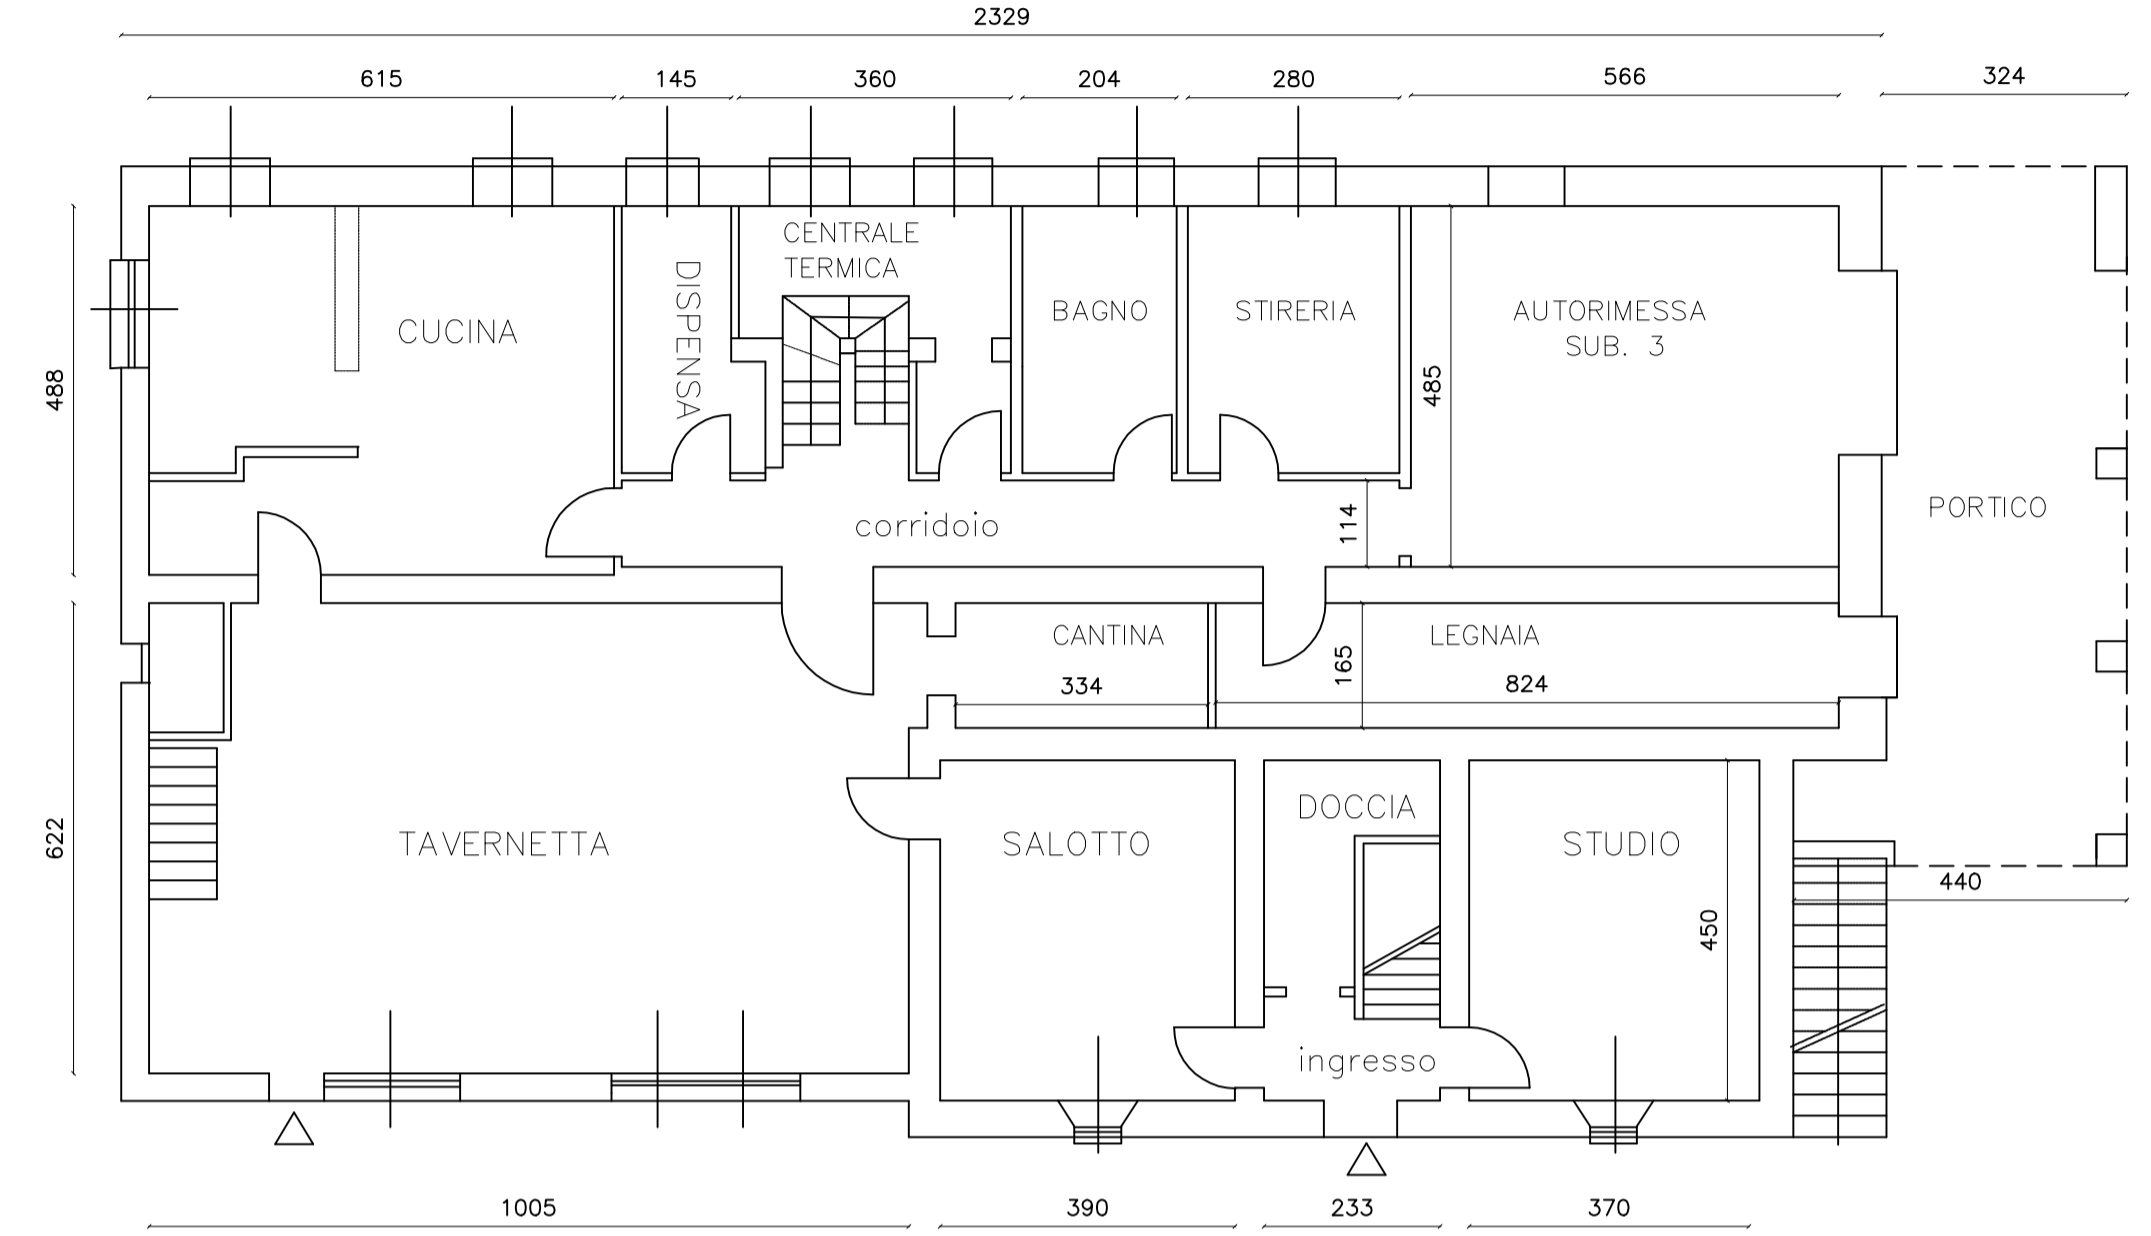 2329
615
145
360
204
280
566
324
CENTRALE
TERMICA
DISPENSA
CUCINA
BAGNO
STIRERIA
AUTORIMESSA
SUB. 3
488
485
PORTICO
corridoio
114
CANTINA
LEGNAIA
165
334
824
622
TAVERNETTA
SALOTTO
DOCCIA
STUDIO
440
450
ingresso
1005
390
233
370